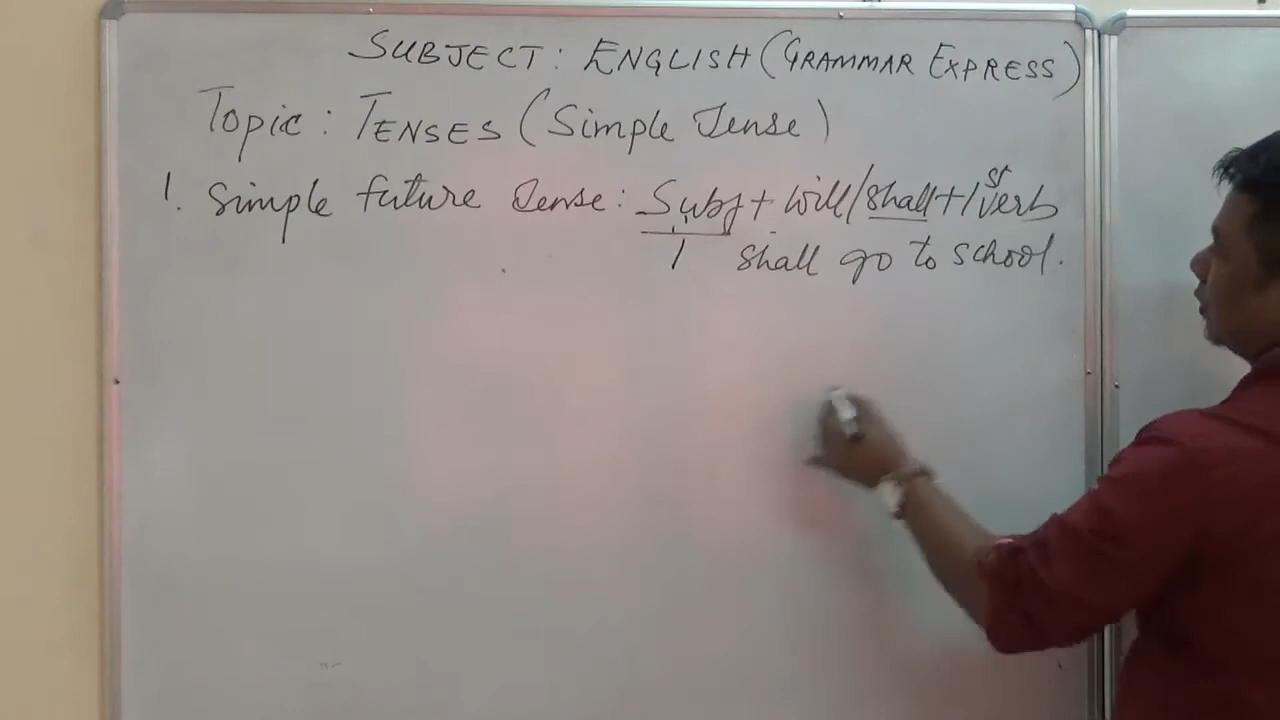 SUBJECT: ENGLISH (GRAMMAR EXPRESS)
Topic: TENSES (Simple Tense)
1. Simple future Tense: Subj + will/shall + 1st verb
I shall go to school.